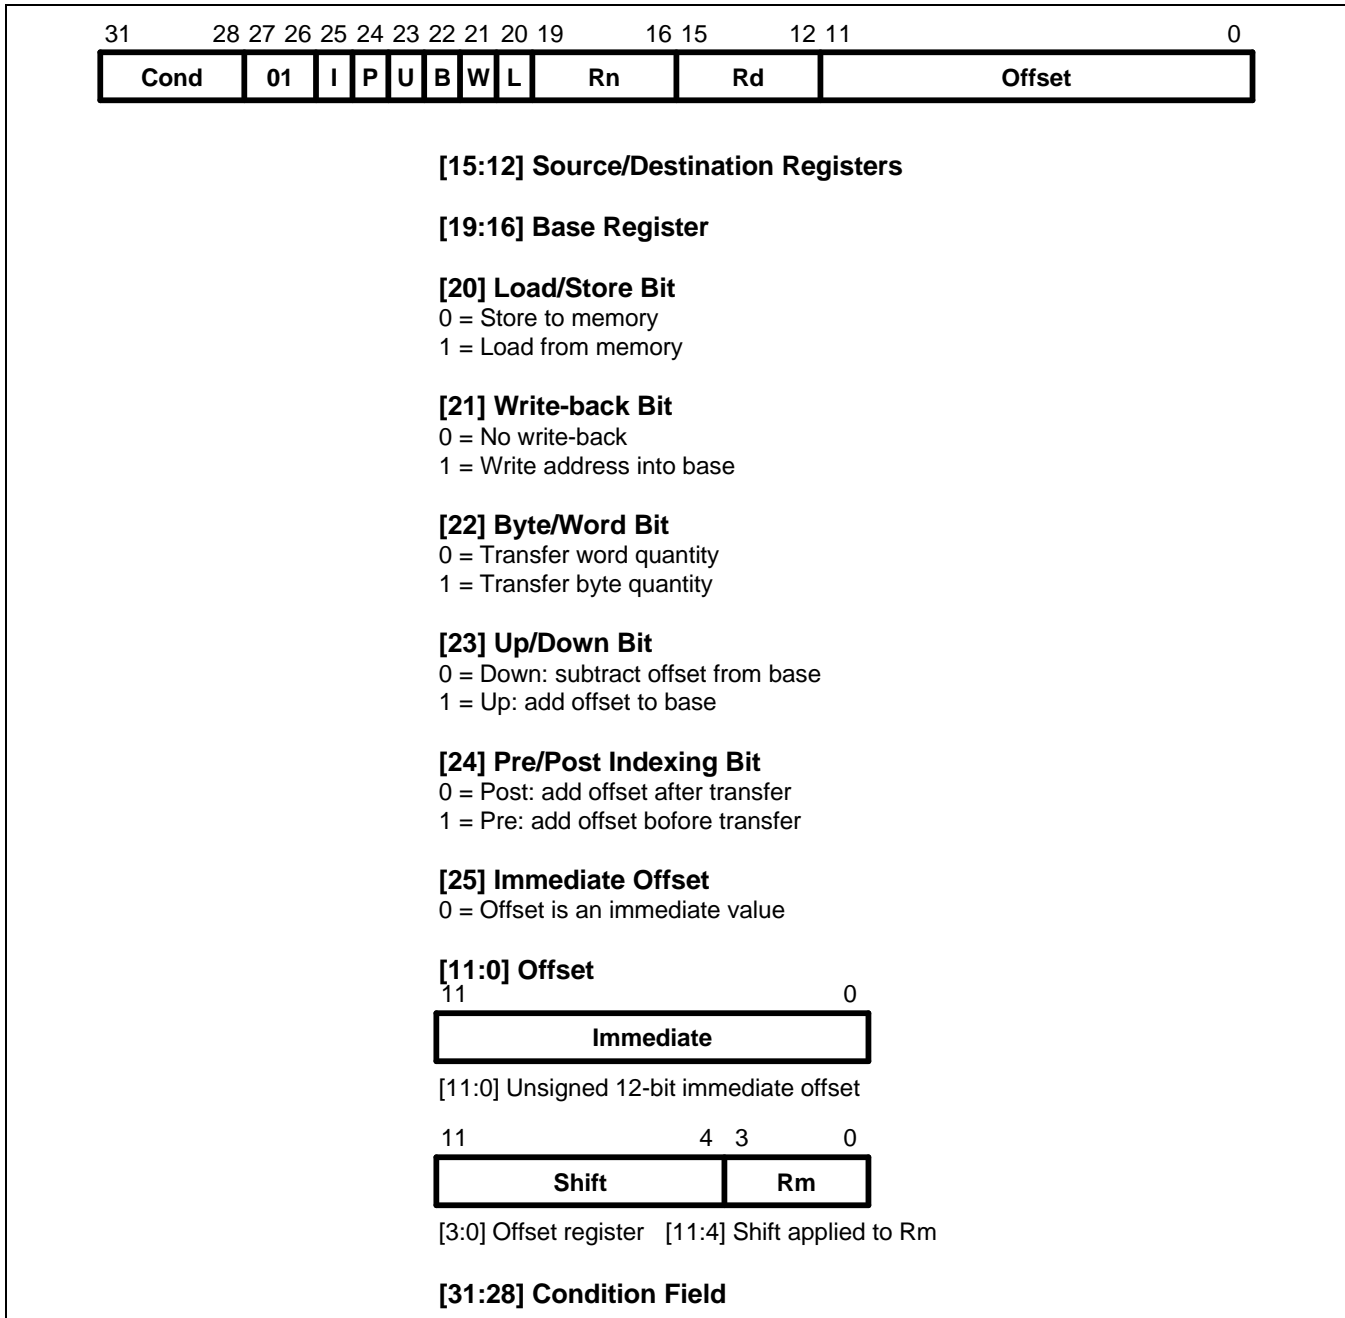 31 28 27 26 25 24 23 22 21 20 19 16 15 12 11 0
Cond 01 I P U B W L Rn Rd Offset
[15:12] Source/Destination Registers
[19:16] Base Register
[20] Load/Store Bit
0 = Store to memory
1 = Load from memory
[21] Write-back Bit
0 = No write-back
1 = Write address into base
[22] Byte/Word Bit
0 = Transfer word quantity
1 = Transfer byte quantity
[23] Up/Down Bit
0 = Down: subtract offset from base
1 = Up: add offset to base
[24] Pre/Post Indexing Bit
0 = Post: add offset after transfer
1 = Pre: add offset bofore transfer
[25] Immediate Offset
0 = Offset is an immediate value
[11:0] Offset
11 0
Immediate
[11:0] Unsigned 12-bit immediate offset
11 4 3 0
Shift Rm
[3:0] Offset register [11:4] Shift applied to Rm
[31:28] Condition Field